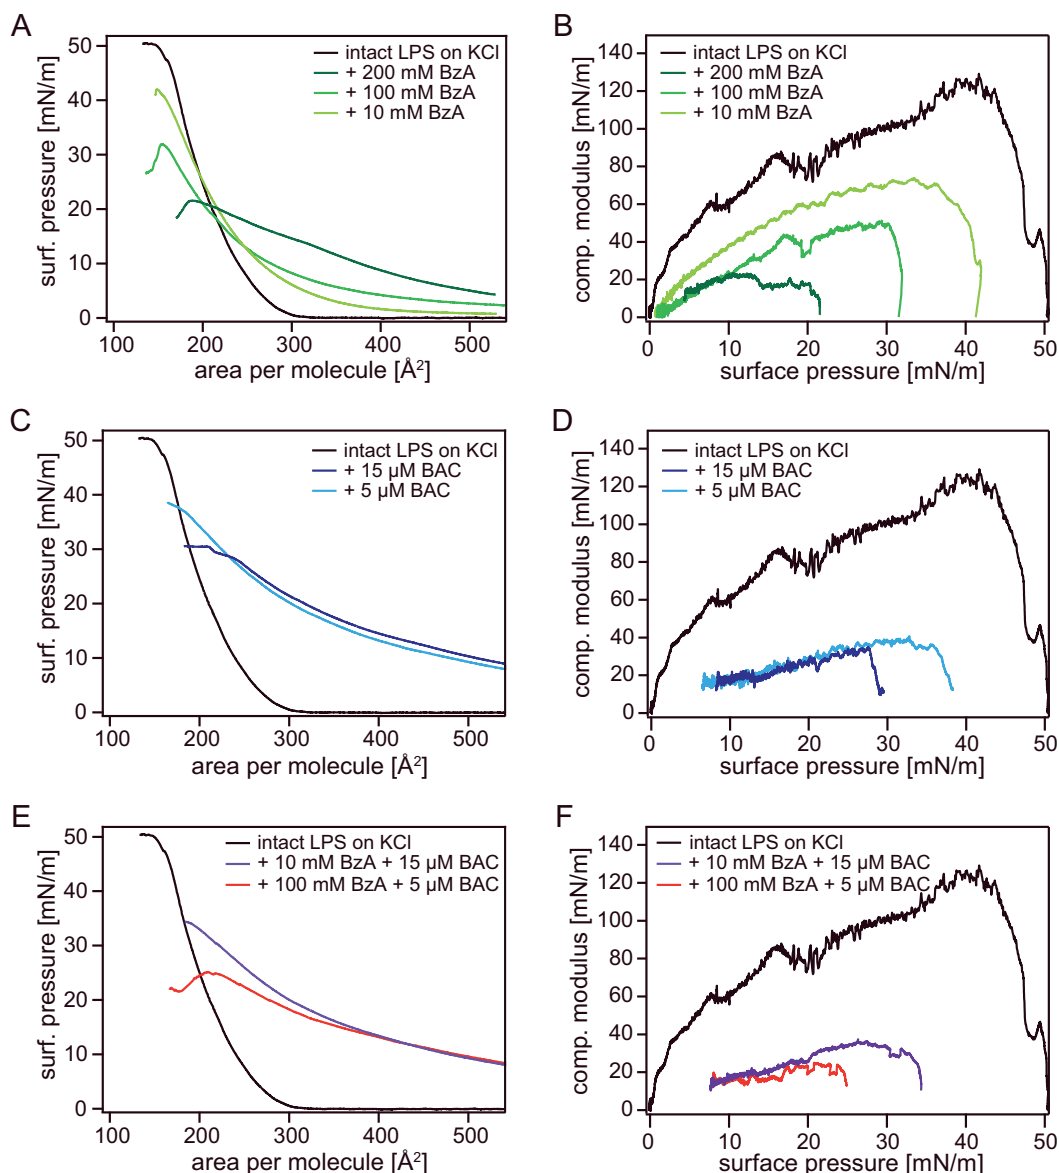 A
surf. pressure [mN/m]
50
40
30
20
10
0
intact LPS on KCl
+ 200 mM BzA
+ 100 mM BzA
+ 10 mM BzA
100 200 300 400 500
area per molecule [Å²]
B
comp. modulus [mN/m]
140
120
100
80
60
40
20
0
intact LPS on KCl
+ 200 mM BzA
+ 100 mM BzA
+ 10 mM BzA
0 10 20 30 40 50
surface pressure [mN/m]
C
surf. pressure [mN/m]
50
40
30
20
10
0
intact LPS on KCl
+ 15 µM BAC
+ 5 µM BAC
100 200 300 400 500
area per molecule [Å²]
D
comp. modulus [mN/m]
140
120
100
80
60
40
20
0
intact LPS on KCl
+ 15 µM BAC
+ 5 µM BAC
0 10 20 30 40 50
surface pressure [mN/m]
E
surf. pressure [mN/m]
50
40
30
20
10
0
intact LPS on KCl
+ 10 mM BzA + 15 µM BAC
+ 100 mM BzA + 5 µM BAC
100 200 300 400 500
area per molecule [Å²]
F
comp. modulus [mN/m]
140
120
100
80
60
40
20
0
intact LPS on KCl
+ 10 mM BzA + 15 µM BAC
+ 100 mM BzA + 5 µM BAC
0 10 20 30 40 50
surface pressure [mN/m]